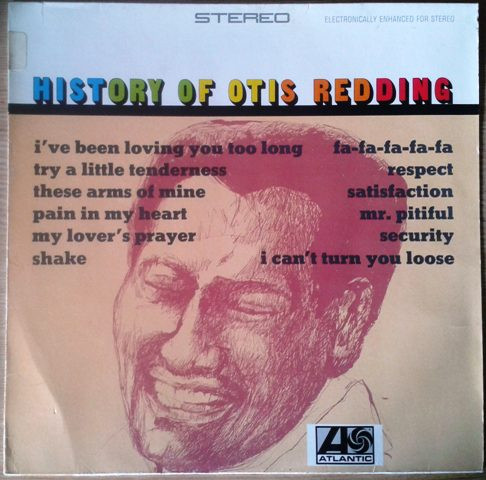 STEREO
ELECTRONICALLY ENHANCED FOR STEREO
HISTORY OF OTIS REDDING
i've been loving you too long
try a little tenderness
these arms of mine
pain in my heart
my lover's prayer
shake
fa-fa-fa-fa-fa
respect
satisfaction
mr. pitiful
security
i can't turn you loose
ATLANTIC